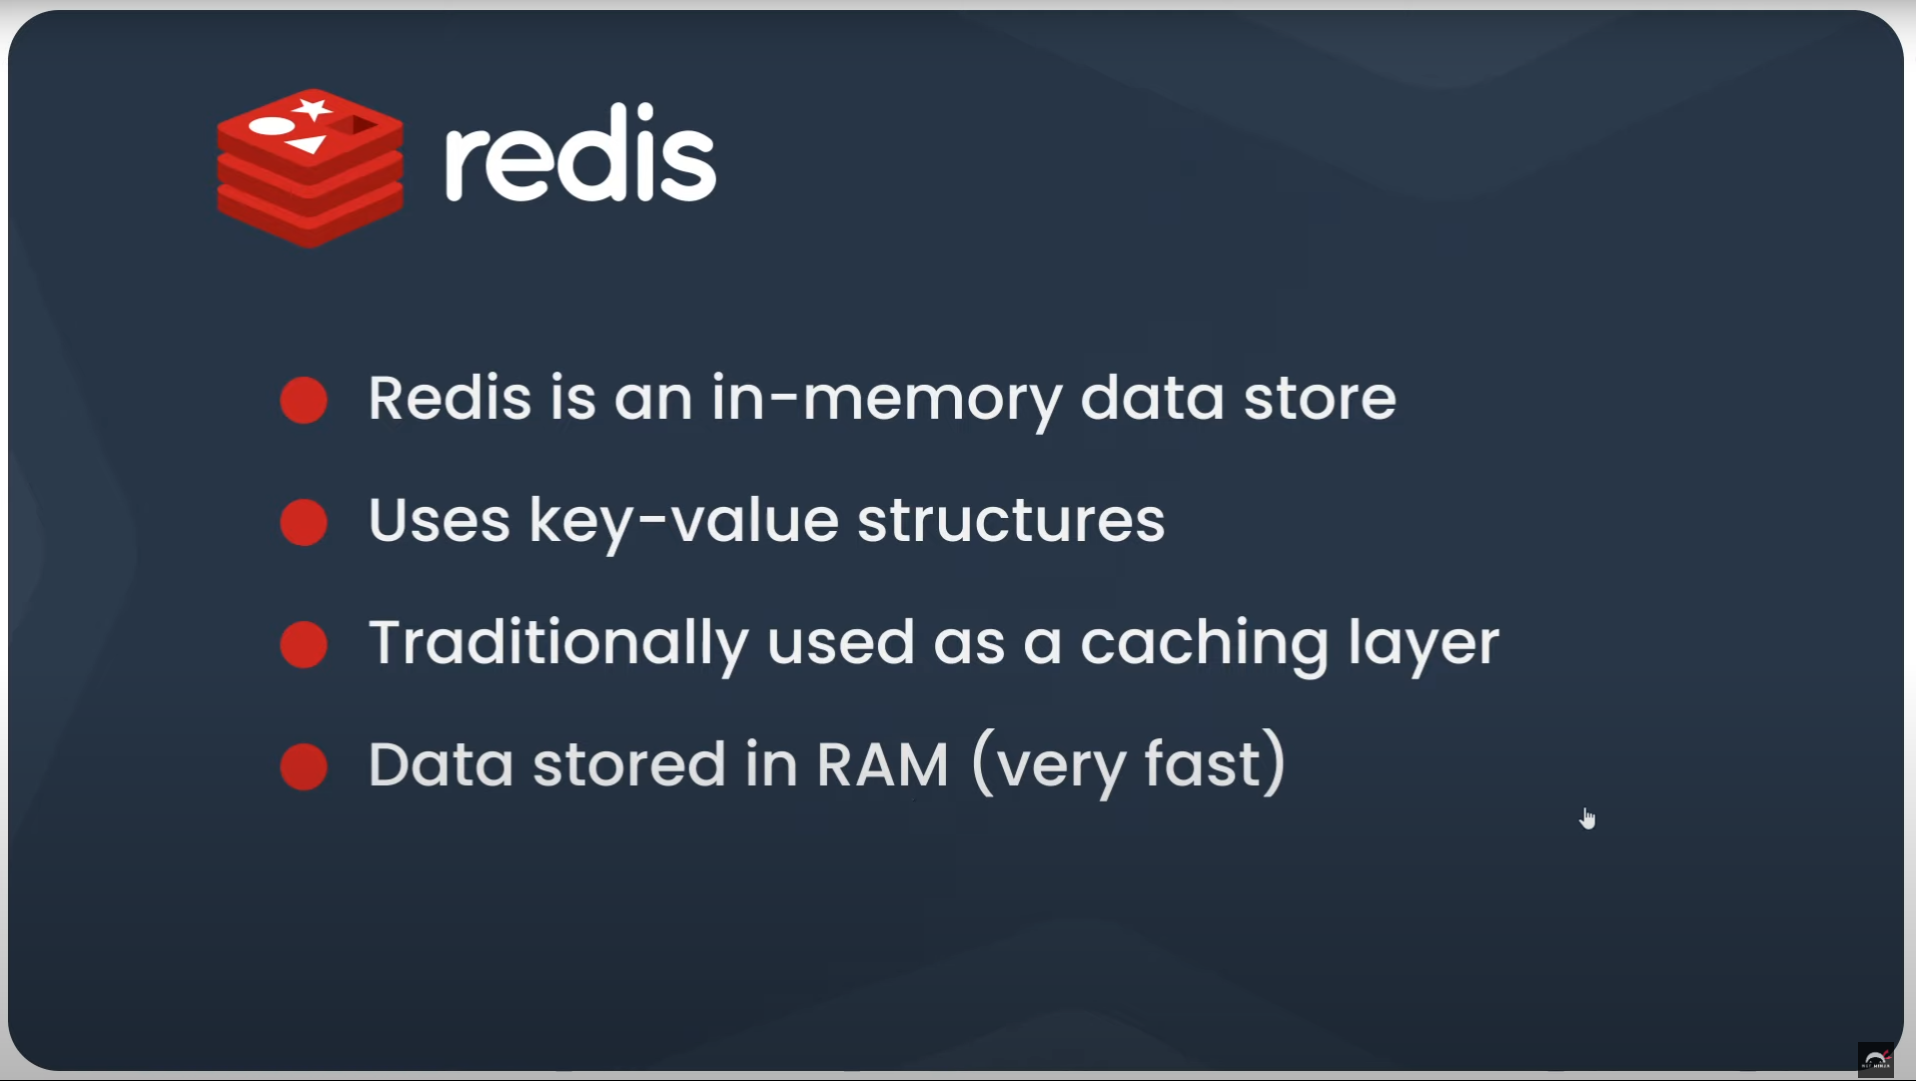 redis
Redis is an in-memory data store
Uses key-value structures
Traditionally used as a caching layer
Data stored in RAM (very fast)